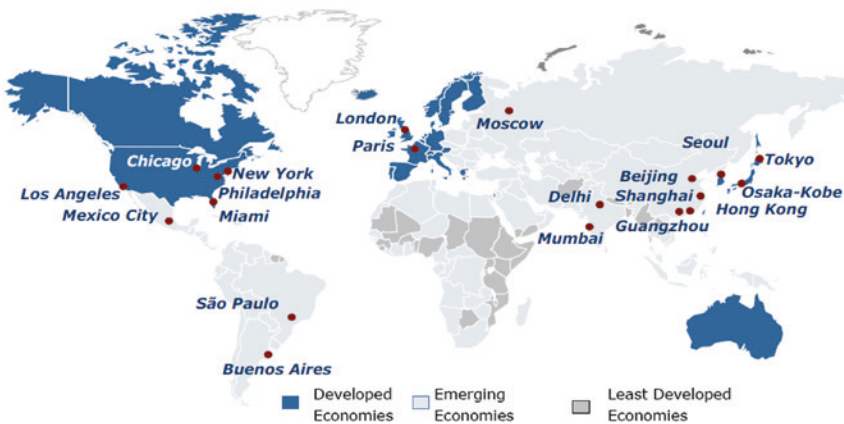 London
Paris
Moscow
Seoul
Chicago
New York
Tokyo
Los Angeles
Philadelphia
Beijing
Delhi
Shanghai
Osaka-Kobe
Mexico City
Miami
Hong Kong
Mumbai
Guangzhou
São Paulo
Buenos Aires
Developed
Economies
Emerging
Economies
Least Developed
Economies